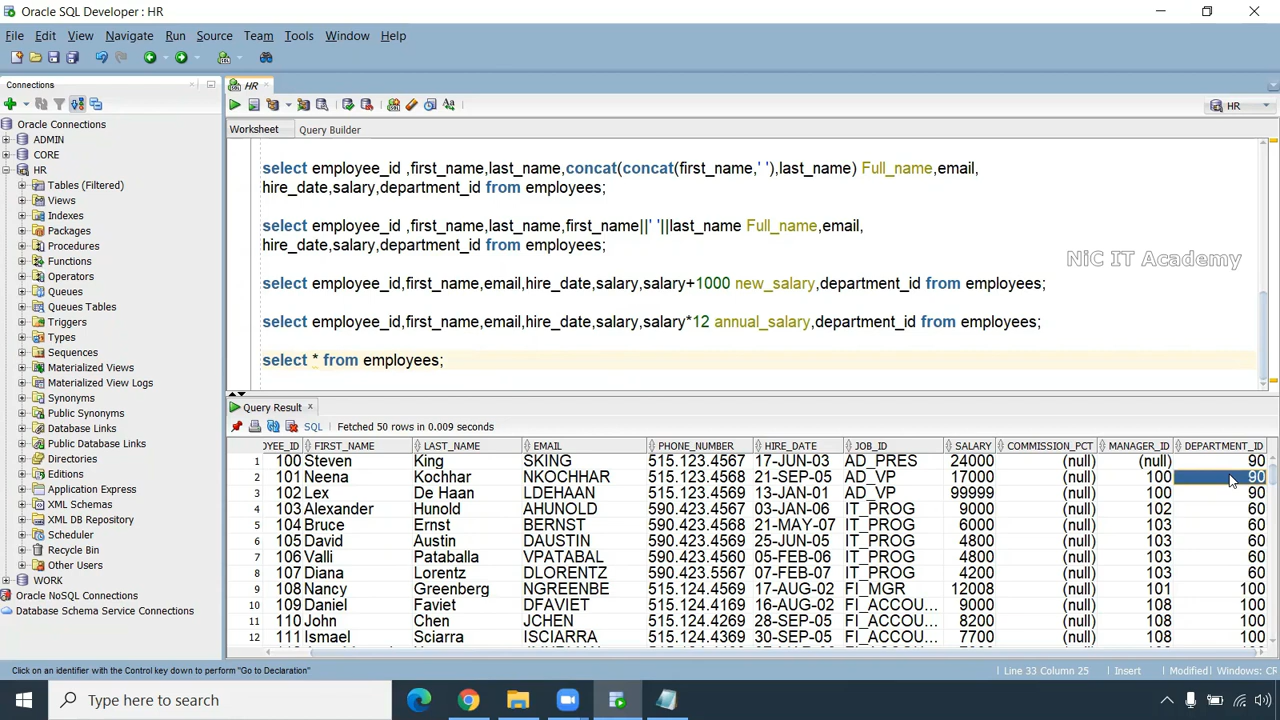 Oracle SQL Developer : HR
File Edit View Navigate Run Source Team Tools Window Help
Connections
HR
Oracle Connections
ADMIN
CORE
HR
Tables (Filtered)
Views
Indexes
Packages
Procedures
Functions
Operators
Queues
Queues Tables
Triggers
Types
Sequences
Materialized Views
Materialized View Logs
Synonyms
Public Synonyms
Database Links
Public Database Links
Directories
Editions
Application Express
XML Schemas
XML DB Repository
Scheduler
Recycle Bin
Other Users
WORK
Oracle NoSQL Connections
Database Schema Service Connections
HR
Worksheet Query Builder
select employee_id ,first_name,last_name,concat(concat(first_name,' '),last_name) Full_name,email,
hire_date,salary,department_id from employees;
select employee_id ,first_name,last_name,first_name||' '||last_name Full_name,email,
hire_date,salary,department_id from employees;
NiC IT Academy
select employee_id,first_name,email,hire_date,salary,salary+1000 new_salary,department_id from employees;
select employee_id,first_name,email,hire_date,salary,salary*12 annual_salary,department_id from employees;
select * from employees;
Query Result
SQL Fetched 50 rows in 0.009 seconds
YEE_ID FIRST_NAME LAST_NAME EMAIL PHONE_NUMBER HIRE_DATE JOB_ID SALARY COMMISSION_PCT MANAGER_ID DEPARTMENT_ID
1 100 Steven King SKING 515.123.4567 17-JUN-03 AD_PRES 24000 (null) (null) 90
2 101 Neena Kochhar NKOCHHAR 515.123.4568 21-SEP-05 AD_VP 17000 (null) 100 90
3 102 Lex De Haan LDEHAAN 515.123.4569 13-JAN-01 AD_VP 99999 (null) 100 90
4 103 Alexander Hunold AHUNOLD 590.423.4567 03-JAN-06 IT_PROG 9000 (null) 102 60
5 104 Bruce Ernst BERNST 590.423.4568 21-MAY-07 IT_PROG 6000 (null) 103 60
6 105 David Austin DAUSTIN 590.423.4569 25-JUN-05 IT_PROG 4800 (null) 103 60
7 106 Valli Pataballa VPATABAL 590.423.4560 05-FEB-06 IT_PROG 4800 (null) 103 60
8 107 Diana Lorentz DLORENTZ 590.423.5567 07-FEB-07 IT_PROG 4200 (null) 103 60
9 108 Nancy Greenberg NGREENBE 515.124.4569 17-AUG-02 FI_MGR 12008 (null) 101 100
10 109 Daniel Faviet DFAVIET 515.124.4169 16-AUG-02 FI_ACCOU... 9000 (null) 108 100
11 110 John Chen JCHEN 515.124.4269 28-SEP-05 FI_ACCOU... 8200 (null) 108 100
12 111 Ismael Sciarra ISCIARRA 515.124.4369 30-SEP-05 FI_ACCOU... 7700 (null) 108 100
Click on an identifier with the Control key down to perform "Go to Declaration"
Line 33 Column 25 Insert Modified Windows: CR
Type here to search